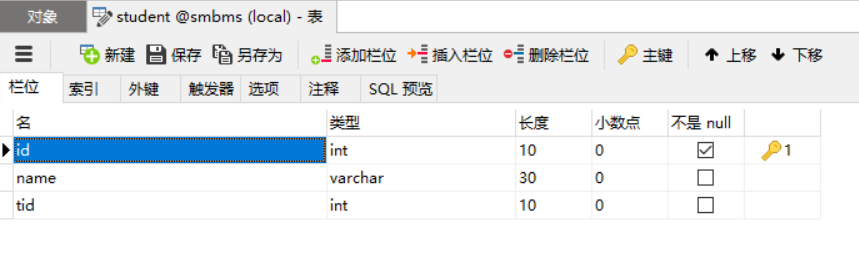 对象 student @smbms (local) - 表
新建 保存 另存为 添加栏位 插入栏位 删除栏位 主键 上移 下移
栏位 索引 外键 触发器 选项 注释 SQL 预览
名 类型 长度 小数点 不是 null
id int 10 0 1
name varchar 30 0
tid int 10 0